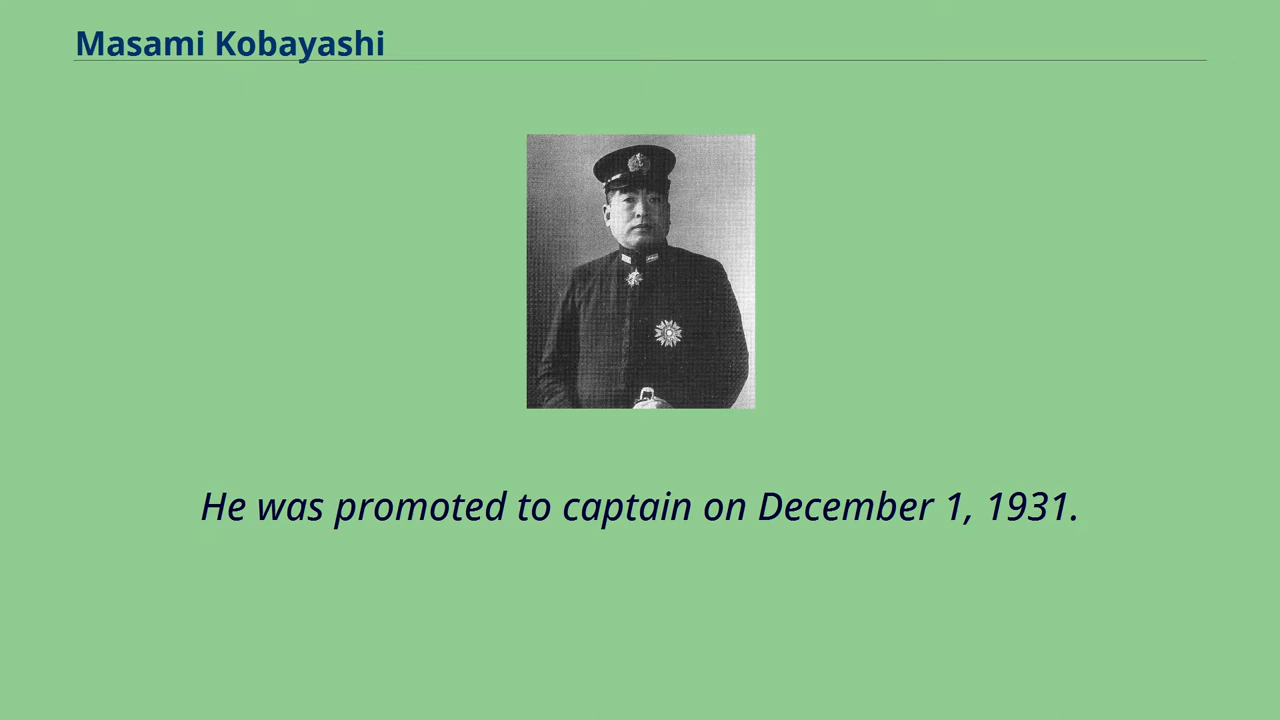 Masami Kobayashi
He was promoted to captain on December 1, 1931.